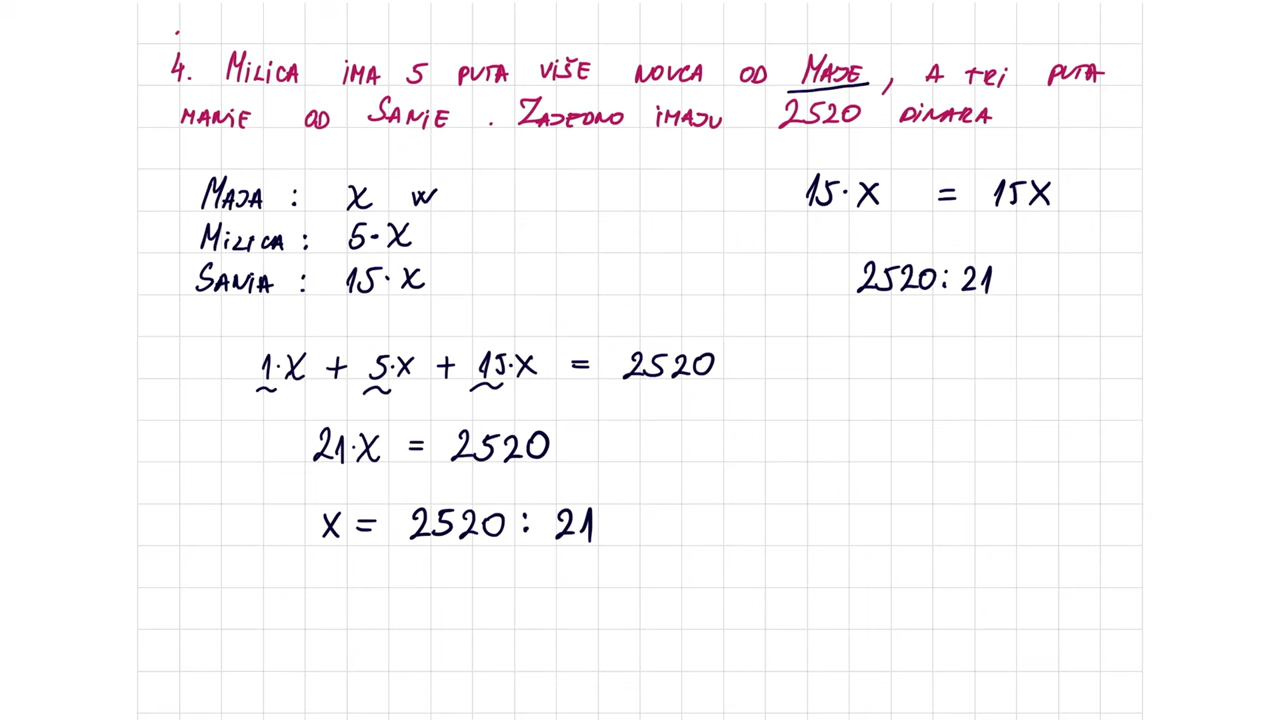 4. MILICA IMA 5 PUTA VIŠE NOVCA OD MAJE, A TRI PUTA
MANJE OD SANJE. ZAJEDNO IMAJU 2520 DINARA
MAJA : X
MILICA : 5·X
SANJA : 15·X
15·X = 15X
2520:21
1·X + 5·X + 15·X = 2520
21·X = 2520
X = 2520 : 21